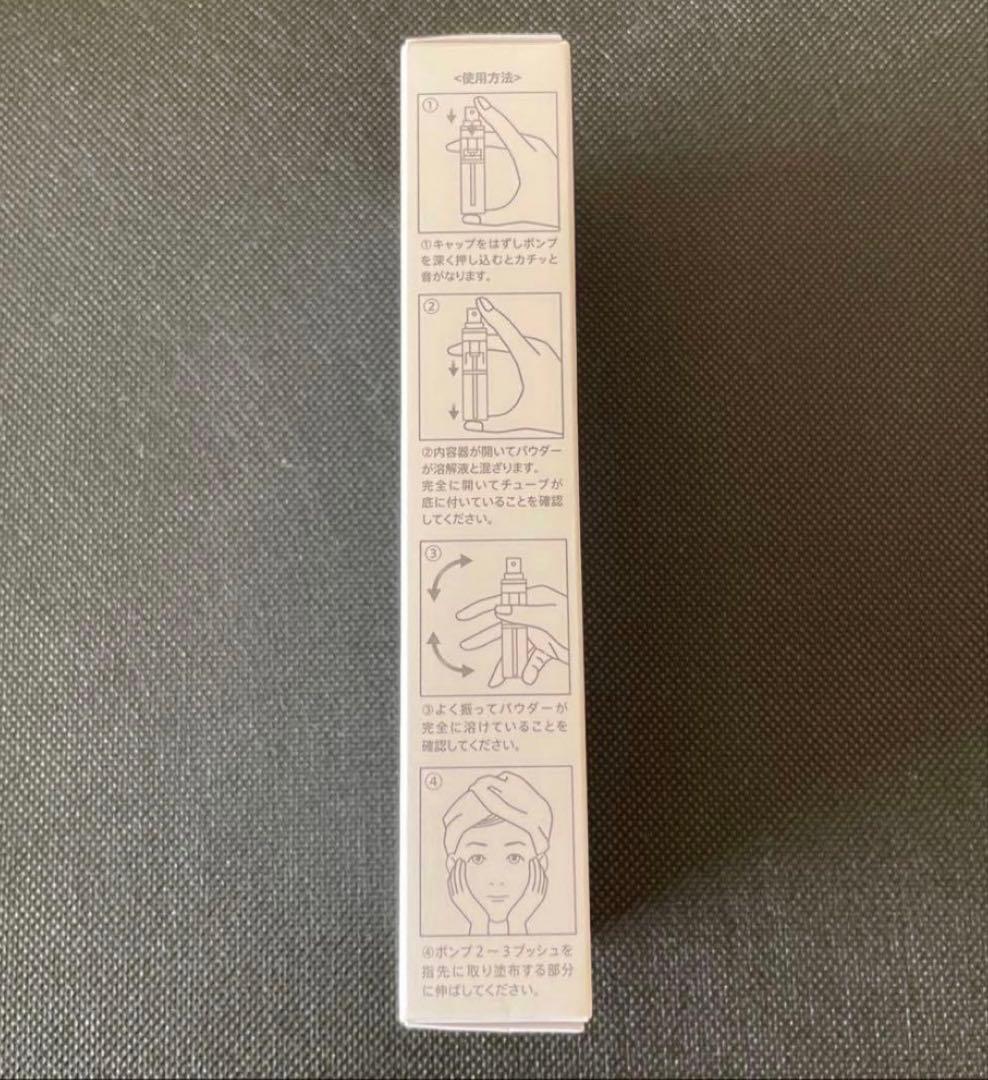 <使用方法>
①
①キャップをはずしポンプ
を深く押し込むとカチッと
音がなります。
②
②内容器が開いてパウダー
が溶解液と混ざります。
完全に開いてチューブが
底に付いていることを確認
してください。
③
③よく振ってパウダーが
完全に溶けていることを
確認してください。
④
④ポンプ2～3プッシュを
指先に取り塗布する部分
に伸ばしてください。